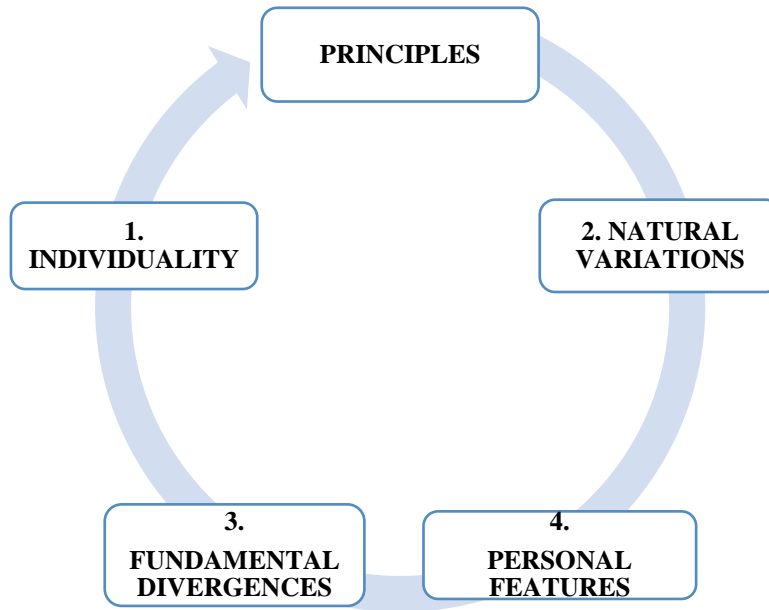 PRINCIPLES
1.
INDIVIDUALITY
2. NATURAL
VARIATIONS
3.
FUNDAMENTAL
DIVERGENCES
4.
PERSONAL
FEATURES